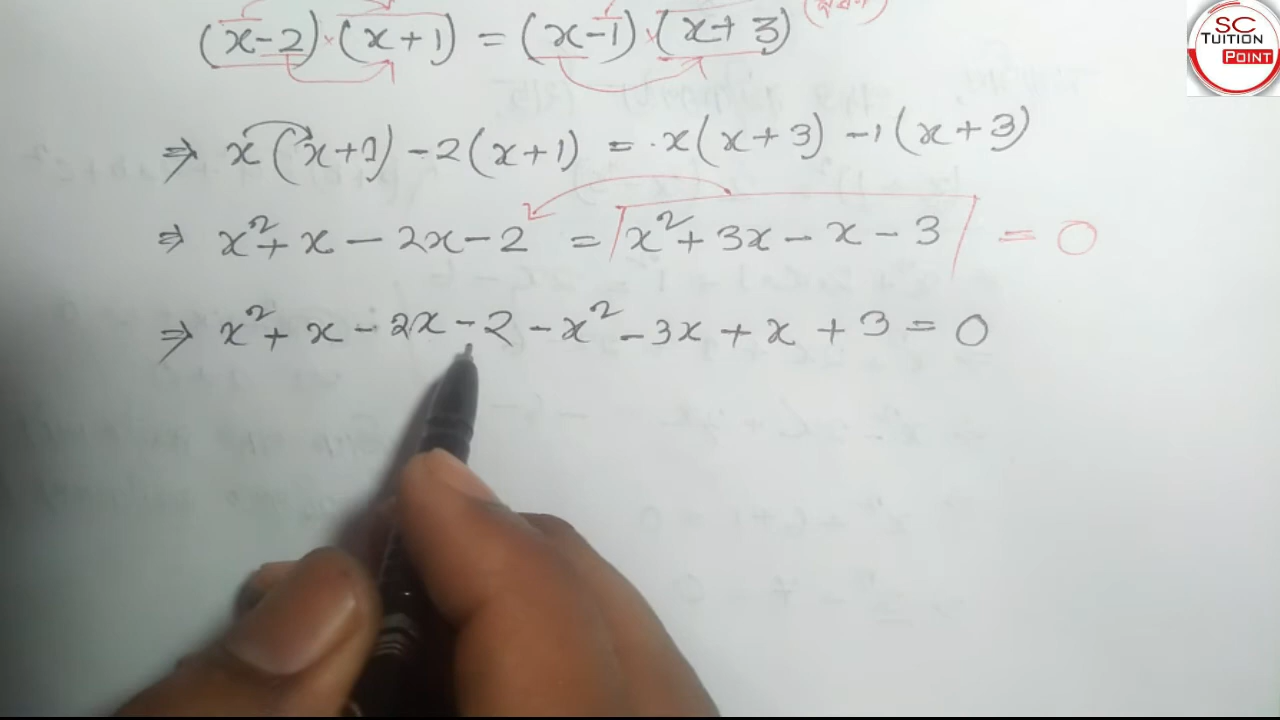 (x-2)·(x+1) = (x-1)·(x+3)
SC
TUITION
POINT
⇒ x(x+1) - 2(x+1) = x(x+3) - 1(x+3)
⇒ x²+ x - 2x - 2 = x²+ 3x - x - 3 = 0
⇒ x²+ x - 2x - 2 - x² - 3x + x + 3 = 0